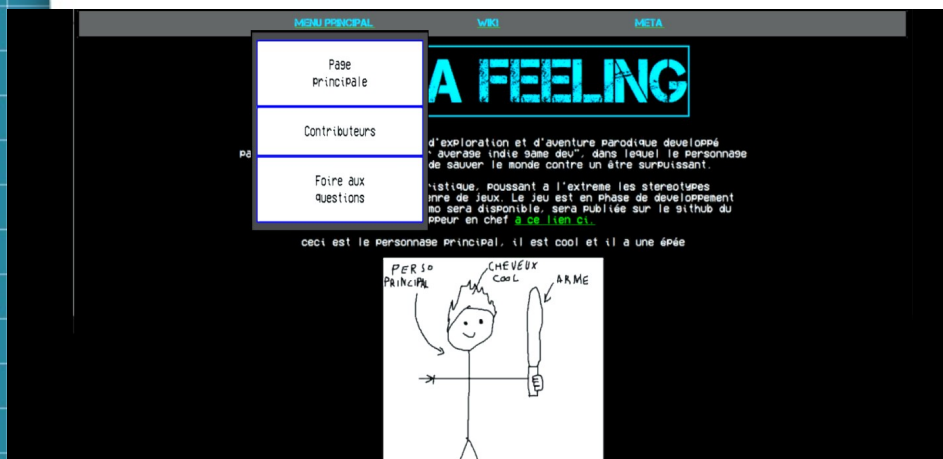 MENU PRINCIPAL WIKI META
Page
principale
Contributeurs
Foire aux
questions
A FEELING
d'exploration et d'aventure parodique developpé
pa r average indie game dev", dans lequel le personnage
de sauver le monde contre un être surpuissant.
ristique, poussant a l'extreme les stereotypes
enre de jeux. Le jeu est en phase de developpement
mo sera disponible, sera publiée sur le github du
ppeur en chef a ce lien ci.
ceci est le personnage principal, il est cool et il a une épée
PERSO
PRINCIPAL
CHEVEUX
COOL
ARME